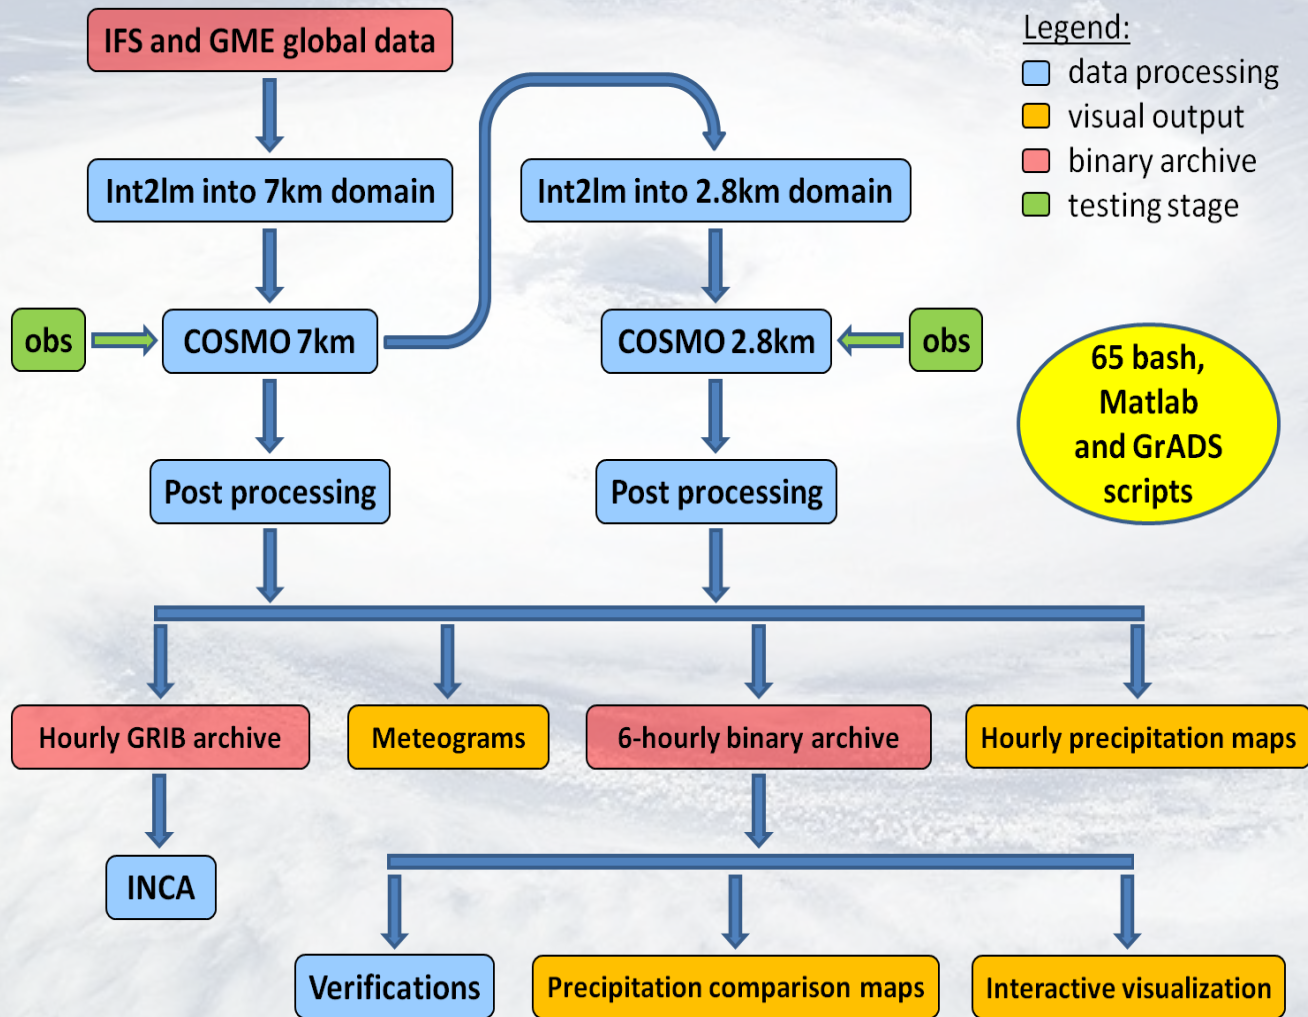 IFS and GME global data
Legend:
data processing
visual output
binary archive
testing stage
Int2lm into 7km domain
Int2lm into 2.8km domain
obs
COSMO 7km
COSMO 2.8km
obs
65 bash,
Matlab
and GrADS
scripts
Post processing
Post processing
Hourly GRIB archive
Meteograms
6-hourly binary archive
Hourly precipitation maps
INCA
Verifications
Precipitation comparison maps
Interactive visualization